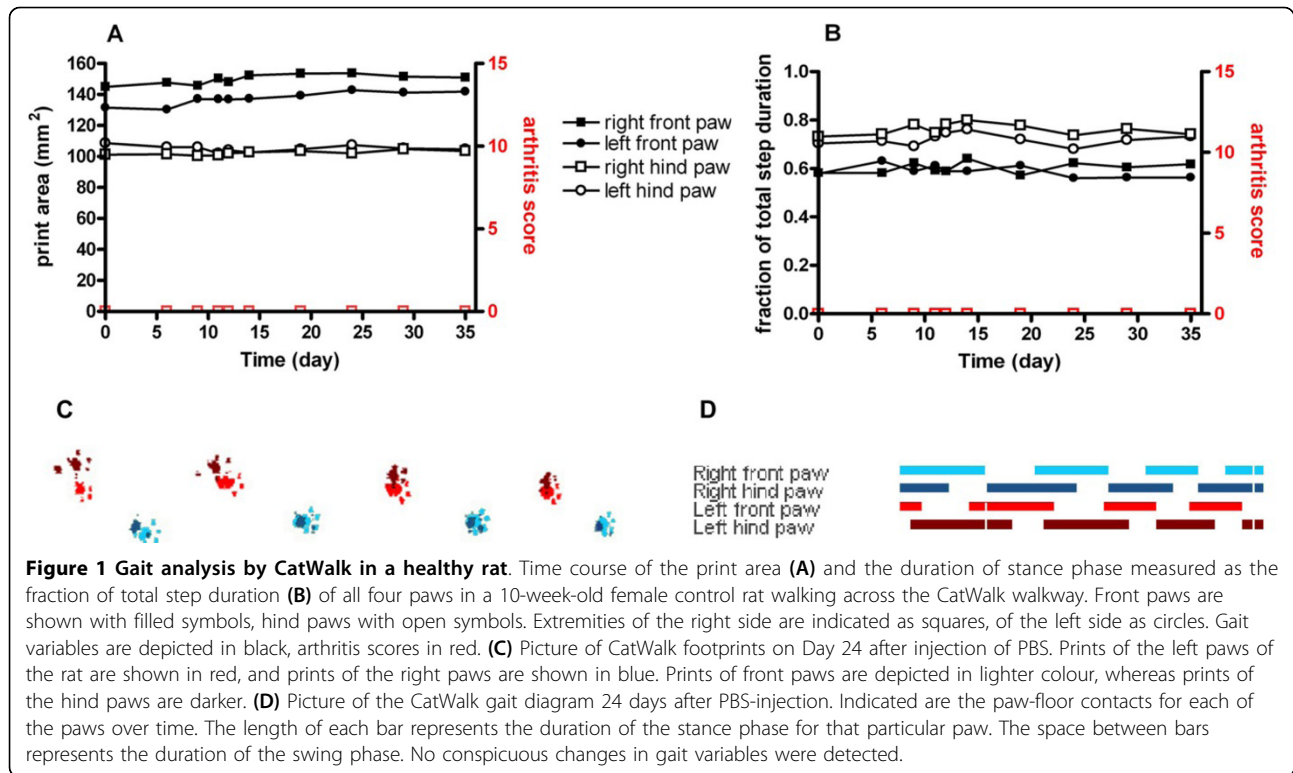 A
160
140
120
100
80
60
40
20
0
print area (mm²)
0 5 10 15 20 25 30 35
Time (day)
15
10
5
0
arthritis score
right front paw
left front paw
right hind paw
left hind paw
B
1.0
0.8
0.6
0.4
0.2
0.0
fraction of total step duration
0 5 10 15 20 25 30 35
Time (day)
15
10
5
0
arthritis score
C
D
Right front paw
Right hind paw
Left front paw
Left hind paw
Figure 1 Gait analysis by CatWalk in a healthy rat. Time course of the print area (A) and the duration of stance phase measured as the
fraction of total step duration (B) of all four paws in a 10-week-old female control rat walking across the CatWalk walkway. Front paws are
shown with filled symbols, hind paws with open symbols. Extremities of the right side are indicated as squares, of the left side as circles. Gait
variables are depicted in black, arthritis scores in red. (C) Picture of CatWalk footprints on Day 24 after injection of PBS. Prints of the left paws of
the rat are shown in red, and prints of the right paws are shown in blue. Prints of front paws are depicted in lighter colour, whereas prints of
the hind paws are darker. (D) Picture of the CatWalk gait diagram 24 days after PBS-injection. Indicated are the paw-floor contacts for each of
the paws over time. The length of each bar represents the duration of the stance phase for that particular paw. The space between bars
represents the duration of the swing phase. No conspicuous changes in gait variables were detected.